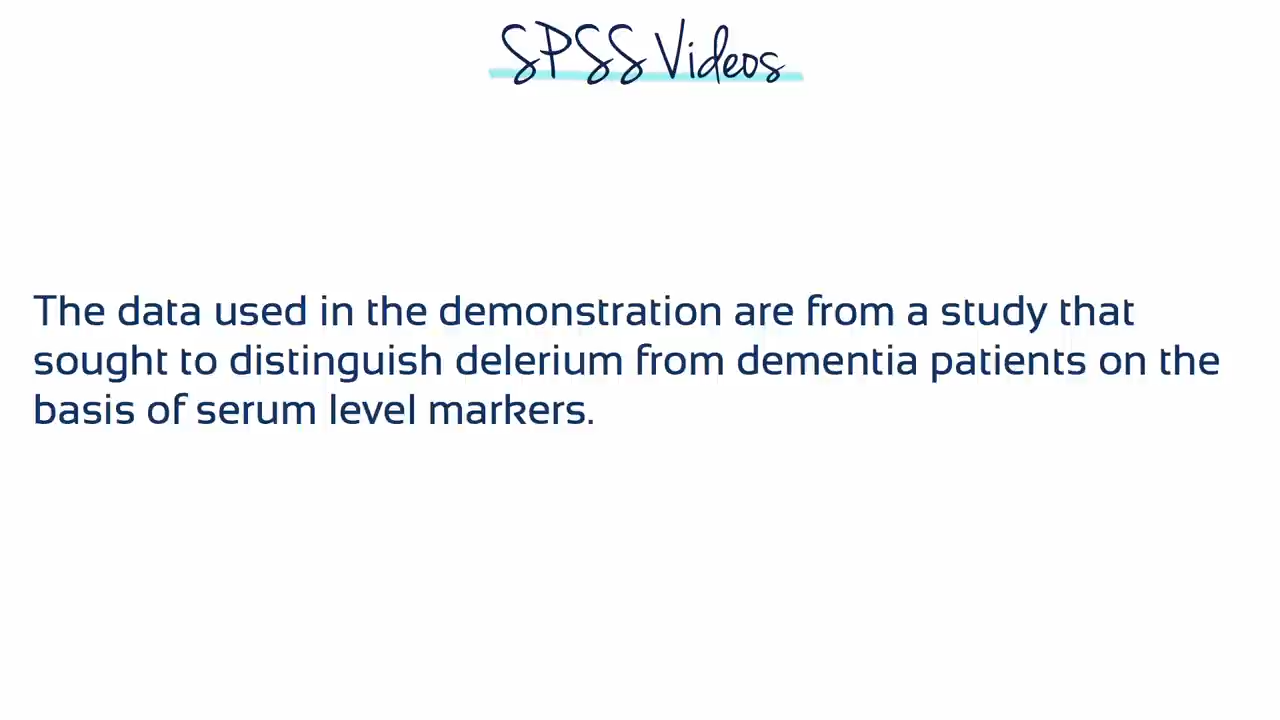 SPSS Videos
The data used in the demonstration are from a study that
sought to distinguish delerium from dementia patients on the
basis of serum level markers.